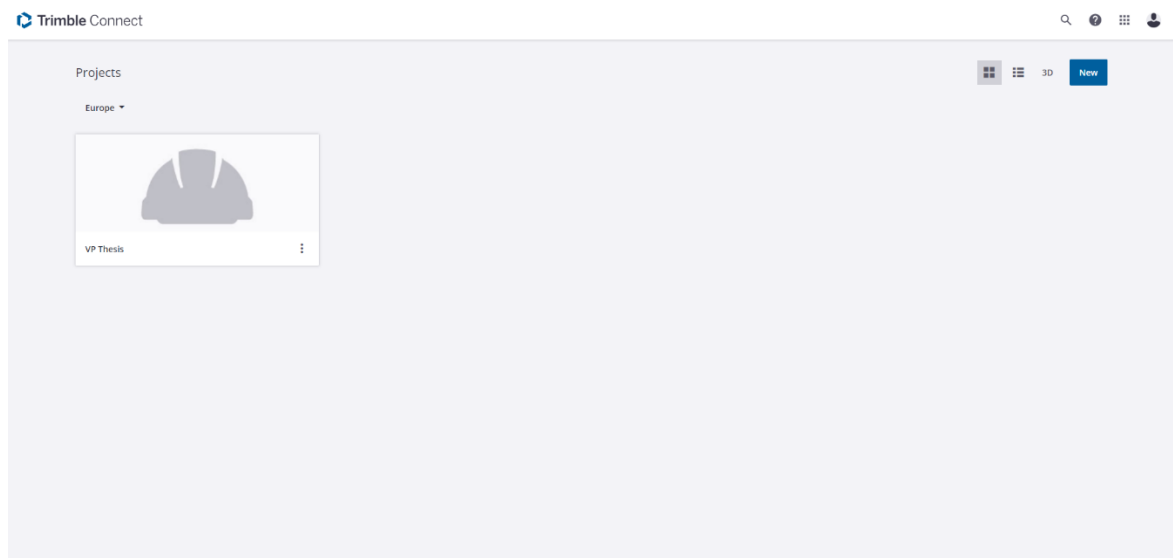 Trimble Connect
Projects
3D
New
Europe
VP Thesis